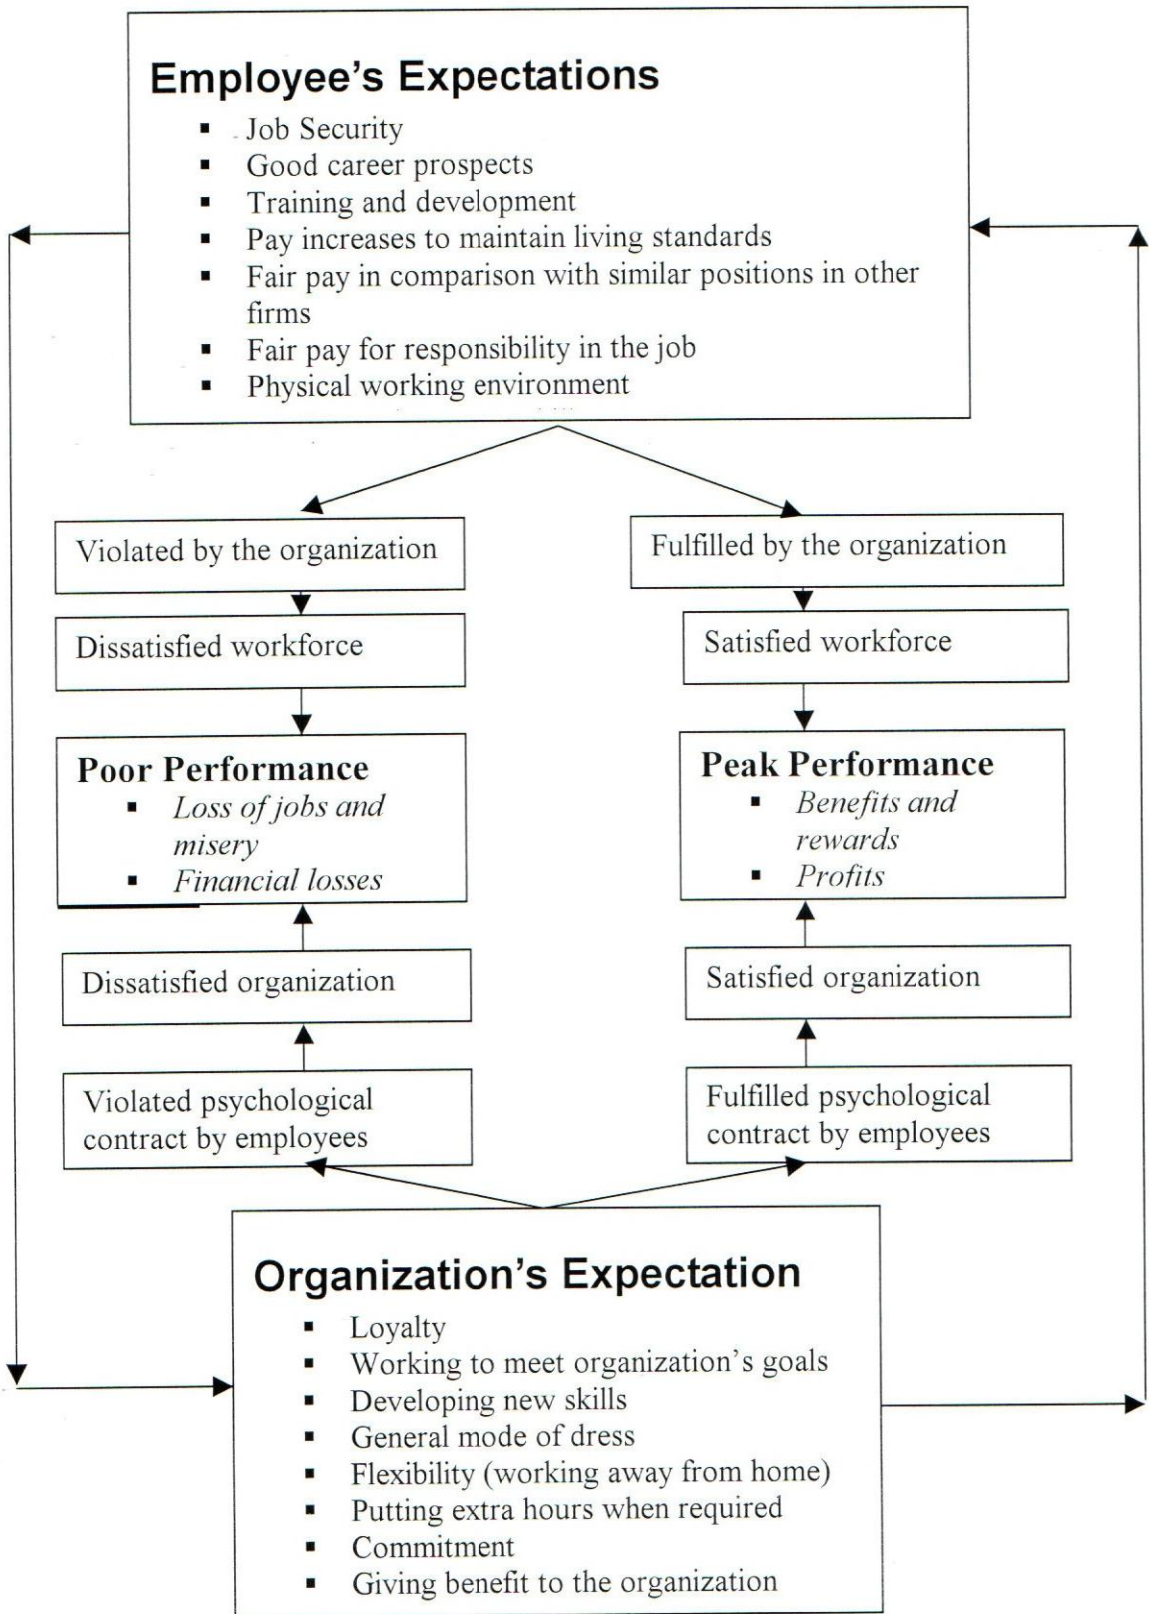 Employee's Expectations
▪ Job Security
▪ Good career prospects
▪ Training and development
▪ Pay increases to maintain living standards
▪ Fair pay in comparison with similar positions in other
firms
▪ Fair pay for responsibility in the job
▪ Physical working environment
Violated by the organization
Fulfilled by the organization
Dissatisfied workforce
Satisfied workforce
Poor Performance
▪ Loss of jobs and
misery
▪ Financial losses
Peak Performance
▪ Benefits and
rewards
▪ Profits
Dissatisfied organization
Satisfied organization
Violated psychological
contract by employees
Fulfilled psychological
contract by employees
Organization's Expectation
▪ Loyalty
▪ Working to meet organization's goals
▪ Developing new skills
▪ General mode of dress
▪ Flexibility (working away from home)
▪ Putting extra hours when required
▪ Commitment
▪ Giving benefit to the organization